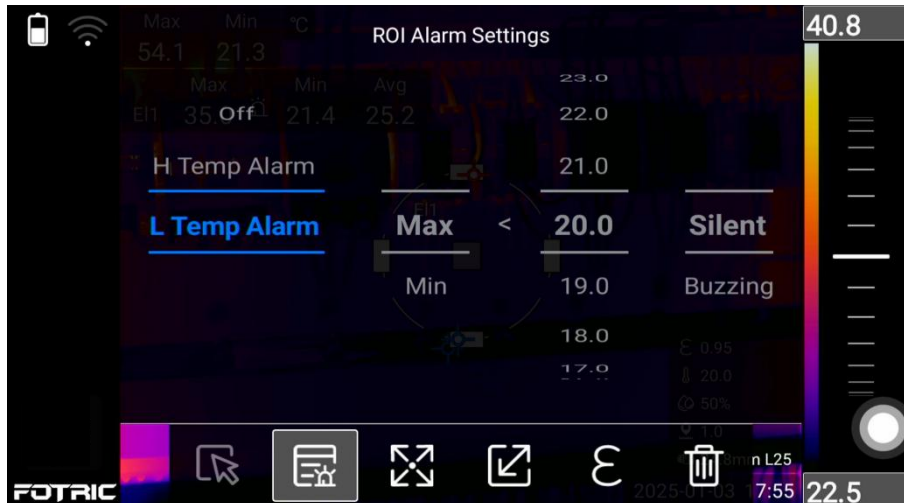 ROI Alarm Settings
40.8
Max Min °C
54.1 21.3
Max Min Avg
El1 21.4 25.2
Off
23.0
22.0
H Temp Alarm 21.0
El1
L Temp Alarm Max < 20.0 Silent
Min 19.0 Buzzing
18.0
17.0
ε 0.95
20.0
50%
1.0
L25
FOTRIC
2025-01-03 7:55
22.5